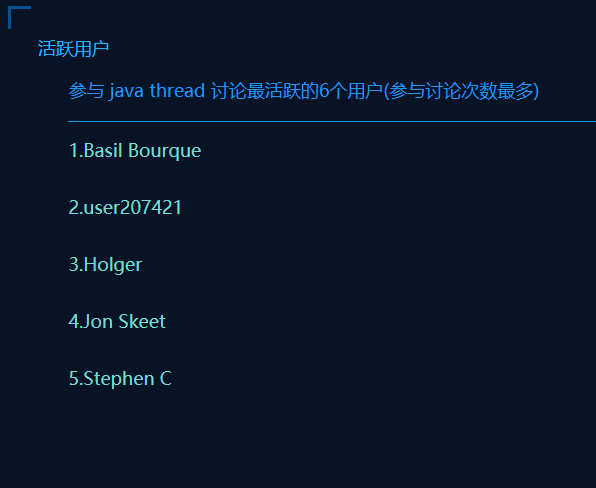 活跃用户
参与 java thread 讨论最活跃的6个用户(参与讨论次数最多)
1.Basil Bourque
2.user207421
3.Holger
4.Jon Skeet
5.Stephen C